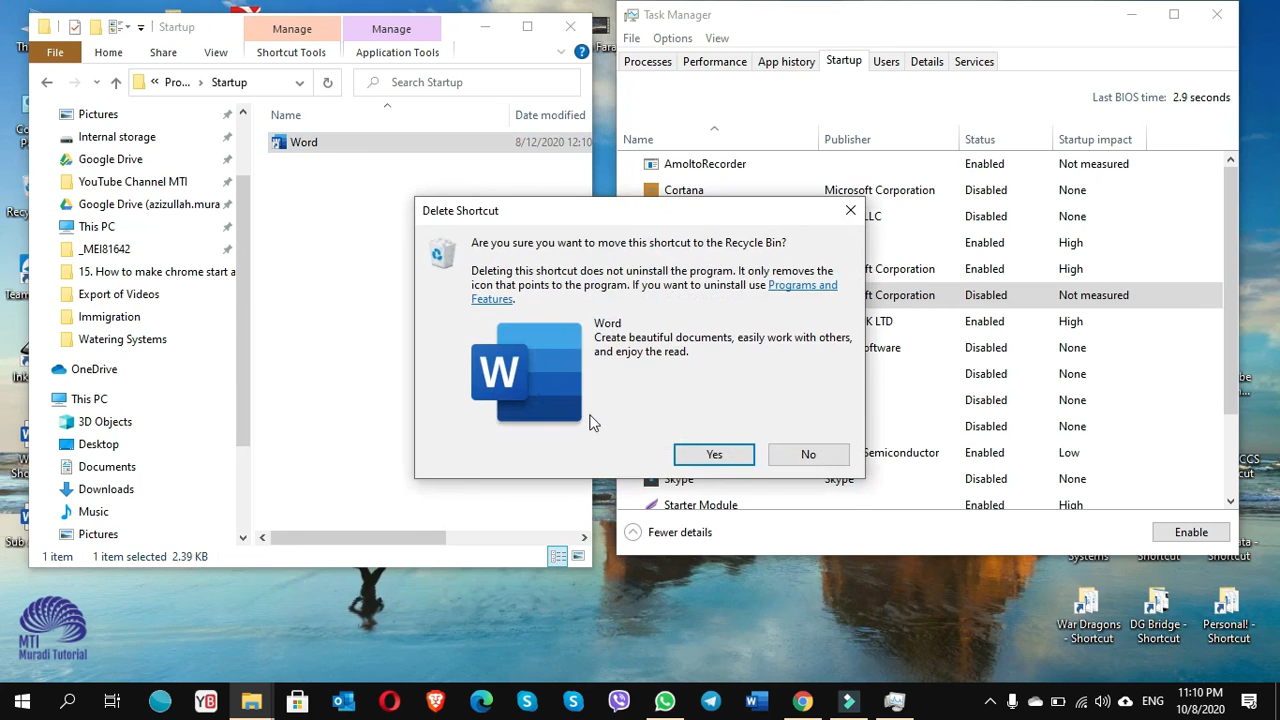 Startup
Manage
Manage
File
Home
Share
View
Shortcut Tools
Application Tools
Pro...
Startup
Search Startup
Name
Date modified
Word
8/12/2020 12:10
Pictures
Internal storage
Google Drive
YouTube Channel MTI
Google Drive (azizullah.mura
This PC
_MEI81642
15. How to make chrome start a
Export of Videos
Immigration
Watering Systems
OneDrive
This PC
3D Objects
Desktop
Documents
Downloads
Music
Pictures
1 item
1 item selected 2.39 KB
Task Manager
File
Options
View
Processes
Performance
App history
Startup
Users
Details
Services
Last BIOS time: 2.9 seconds
Name
Publisher
Status
Startup impact
AmoltoRecorder
Enabled
Not measured
Cortana
Microsoft Corporation
Disabled
None
LLC
Disabled
None
Enabled
High
ft Corporation
Enabled
High
ft Corporation
Disabled
Not measured
K LTD
Enabled
High
oftware
Disabled
None
Disabled
None
Disabled
None
Disabled
None
Semiconductor
Enabled
Low
Skype
Skype
Disabled
None
Starter Module
Enabled
High
Fewer details
Enable
Delete Shortcut
Are you sure you want to move this shortcut to the Recycle Bin?
Deleting this shortcut does not uninstall the program. It only removes the
icon that points to the program. If you want to uninstall use Programs and
Features.
Word
Create beautiful documents, easily work with others,
and enjoy the read.
W
Yes
No
War Dragons
- Shortcut
DG Bridge -
Shortcut
Personal! -
Shortcut
MTI
Muradi Tutorial
ENG
11:10 PM
10/8/2020